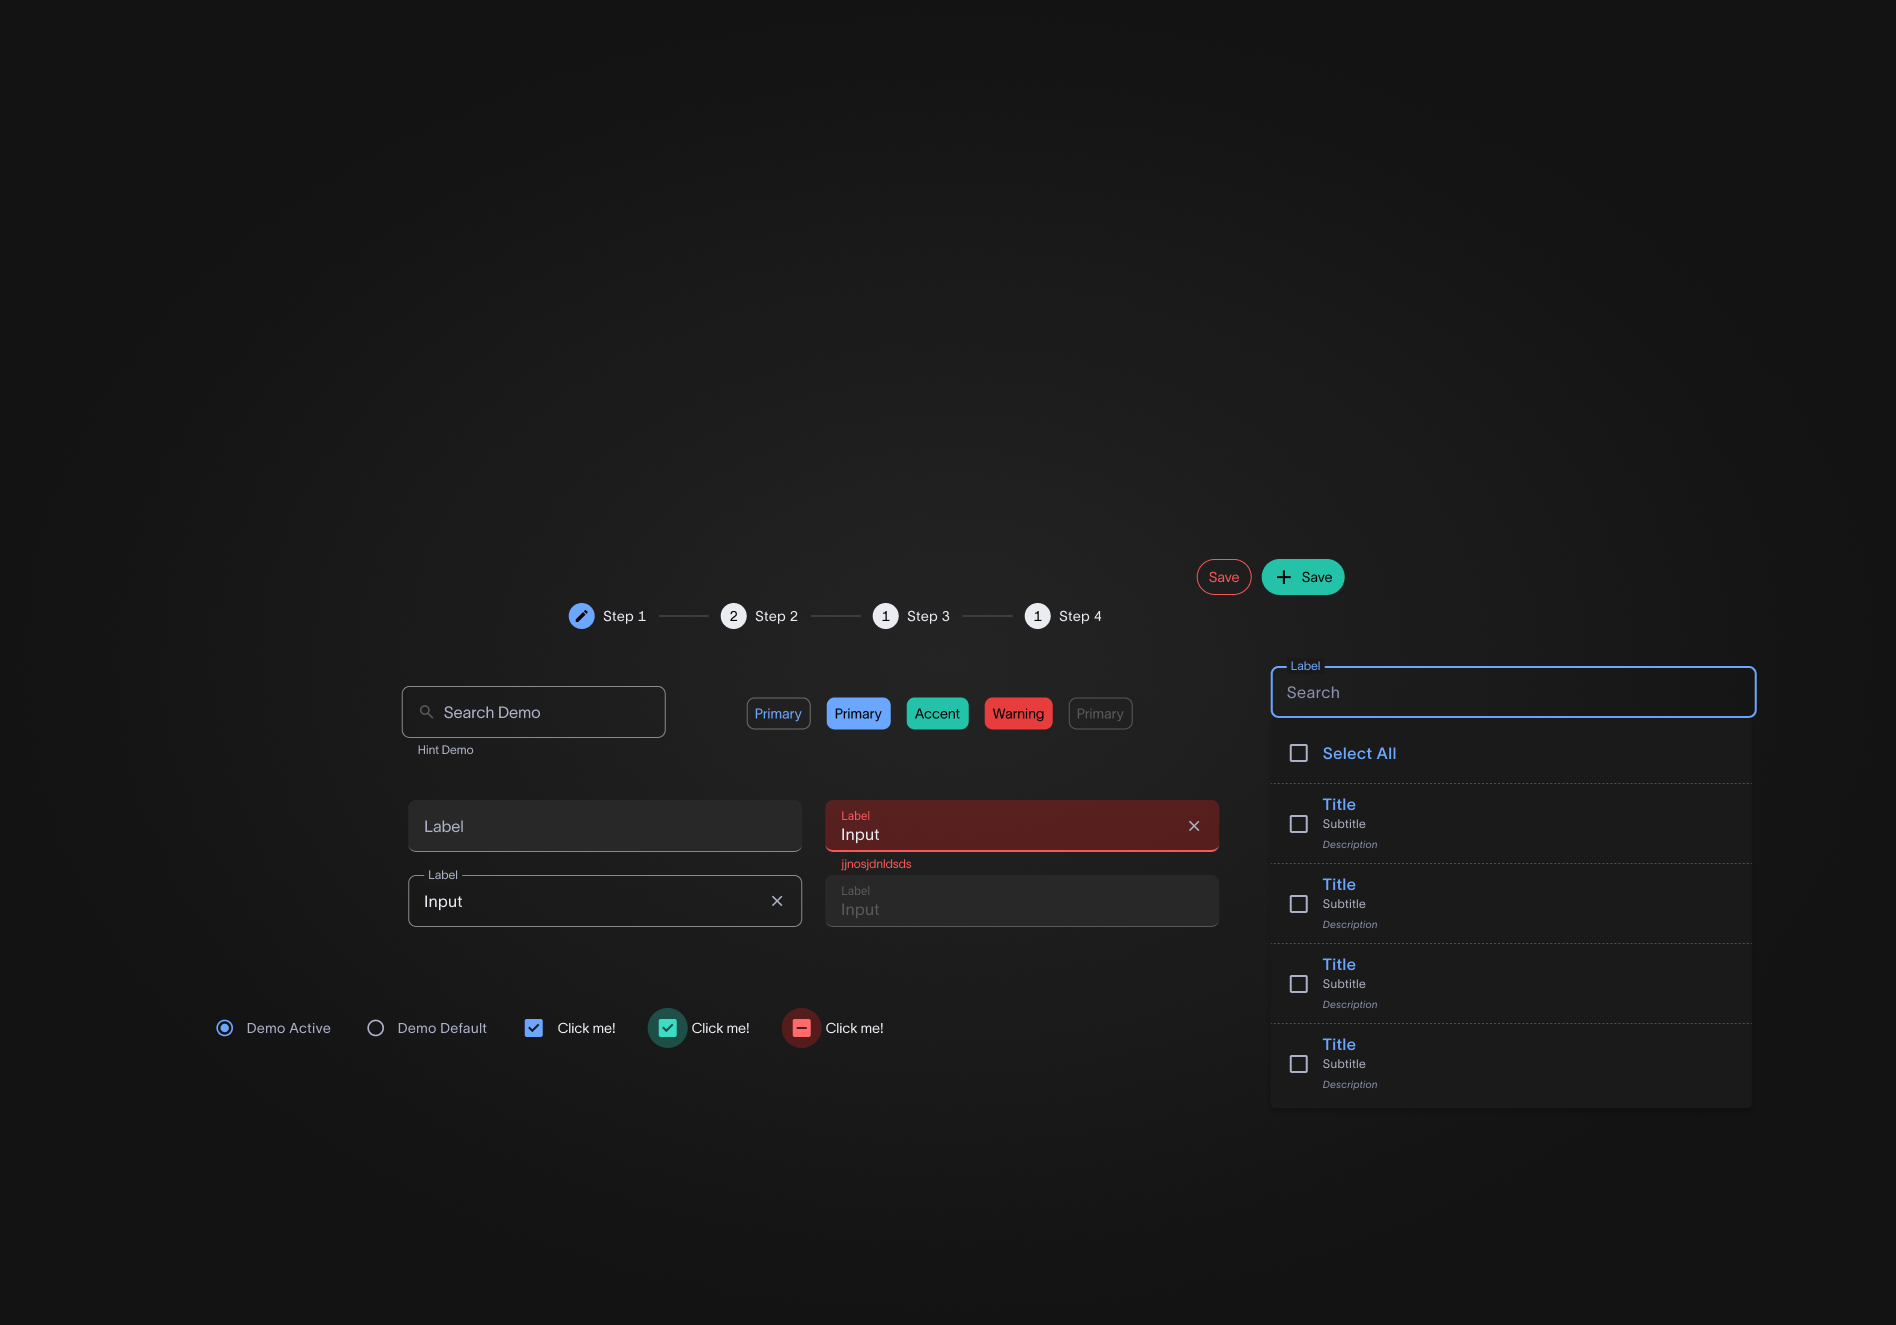 Save
Save
Step 1
2 Step 2
1 Step 3
1 Step 4
Label
Search
Search Demo
Hint Demo
Primary
Primary
Accent
Warning
Primary
Select All
Title
Subtitle
Description
Title
Subtitle
Description
Title
Subtitle
Description
Title
Subtitle
Description
Label
Label
Input
jjnosjdnldsds
Label
Input
Label
Input
Demo Active
Demo Default
Click me!
Click me!
Click me!